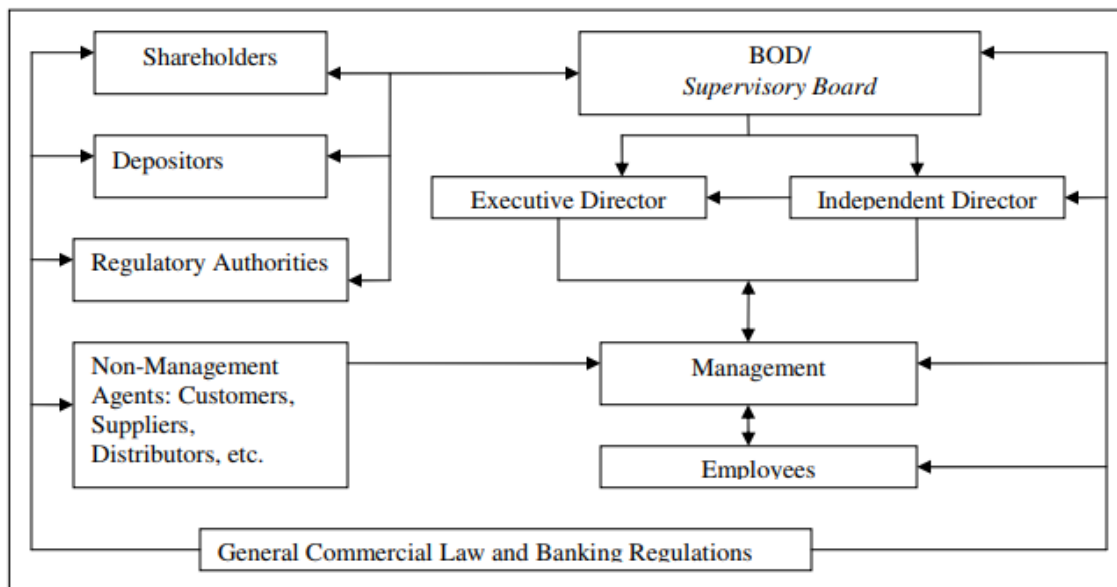 Shareholders
BOD/
Supervisory Board
Depositors
Executive Director
Independent Director
Regulatory Authorities
Non-Management
Agents: Customers,
Suppliers,
Distributors, etc.
Management
Employees
General Commercial Law and Banking Regulations